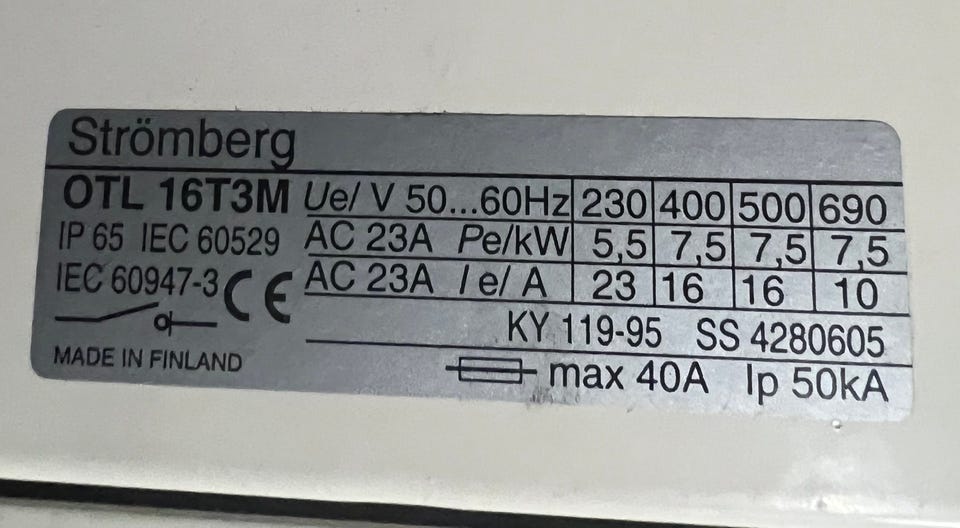 Strömberg
OTL 16T3M Ue/ V 50...60Hz 230 400 500 690
IP 65 IEC 60529 AC 23A Pe/kW 5,5 7,5 7,5 7,5
IEC 60947-3 CE AC 23A I e/ A 23 16 16 10
KY 119-95 SS 4280605
MADE IN FINLAND max 40A Ip 50kA